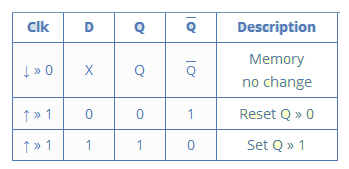 Clk D Q Q̅ Description
↓ » 0 X Q Q̅ Memory
no change
↑ » 1 0 0 1 Reset Q » 0
↑ » 1 1 1 0 Set Q » 1